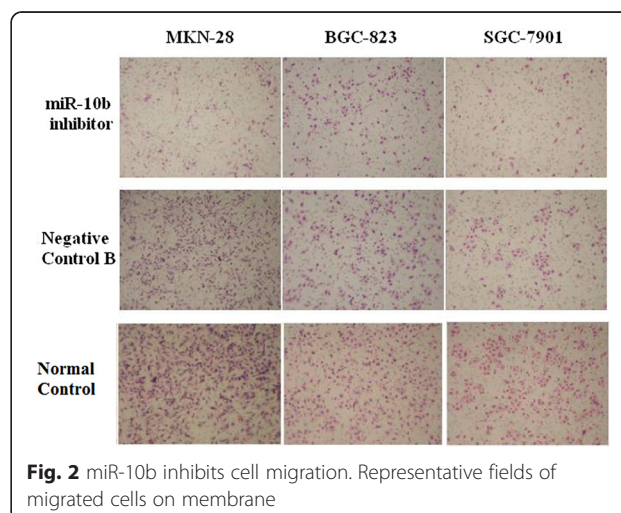 MKN-28 BGC-823 SGC-7901
miR-10b
inhibitor
Negative
Control B
Normal
Control
Fig. 2 miR-10b inhibits cell migration. Representative fields of
migrated cells on membrane